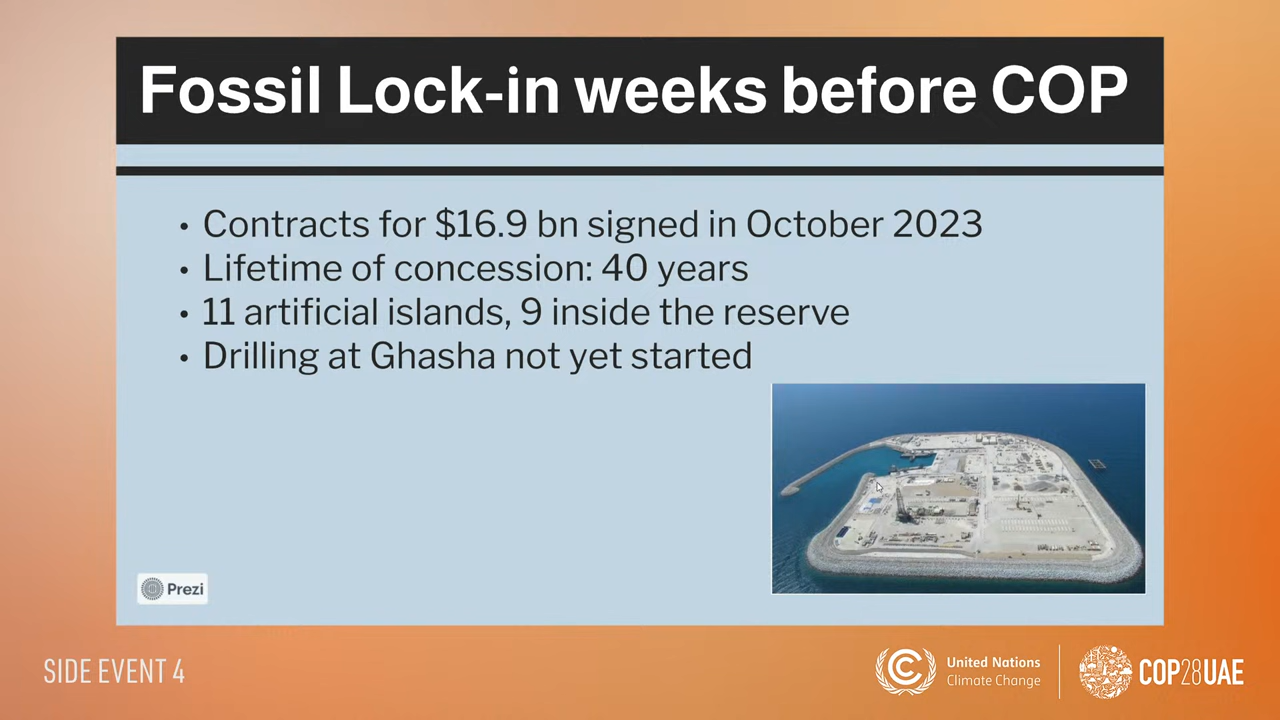 Fossil Lock-in weeks before COP
• Contracts for $16.9 bn signed in October 2023
• Lifetime of concession: 40 years
• 11 artificial islands, 9 inside the reserve
• Drilling at Ghasha not yet started
Prezi
SIDE EVENT 4
United Nations
Climate Change
COP28UAE